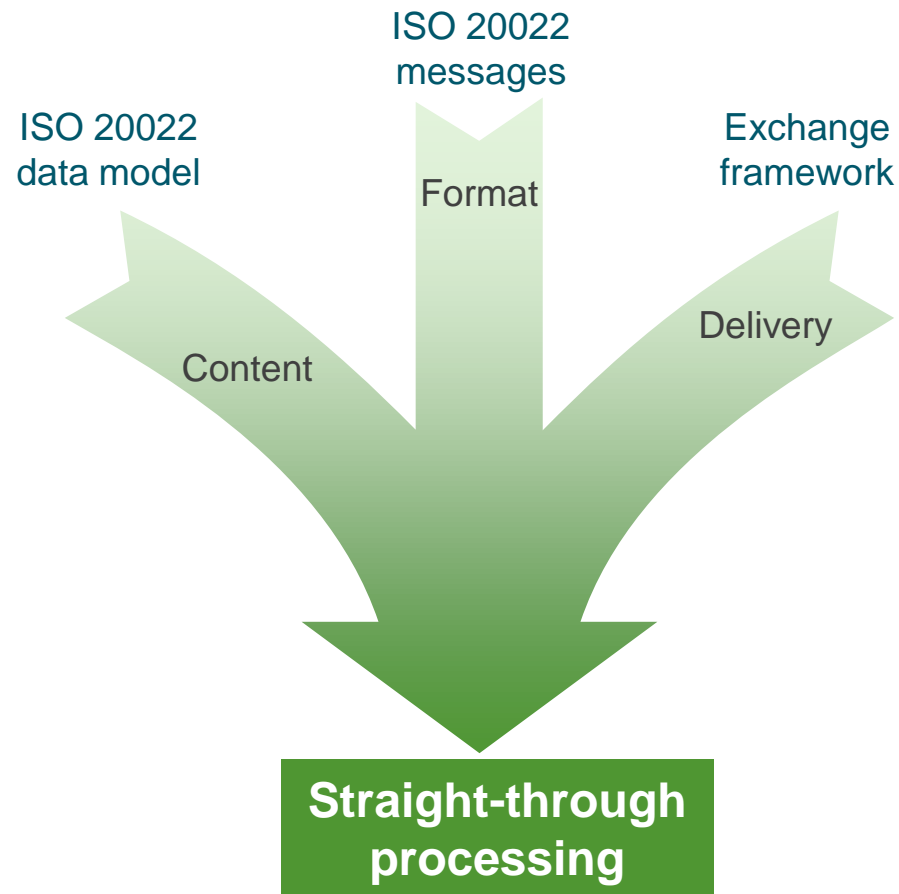 ISO 20022
messages
ISO 20022
data model
Exchange
framework
Format
Content
Delivery
Straight-through
processing